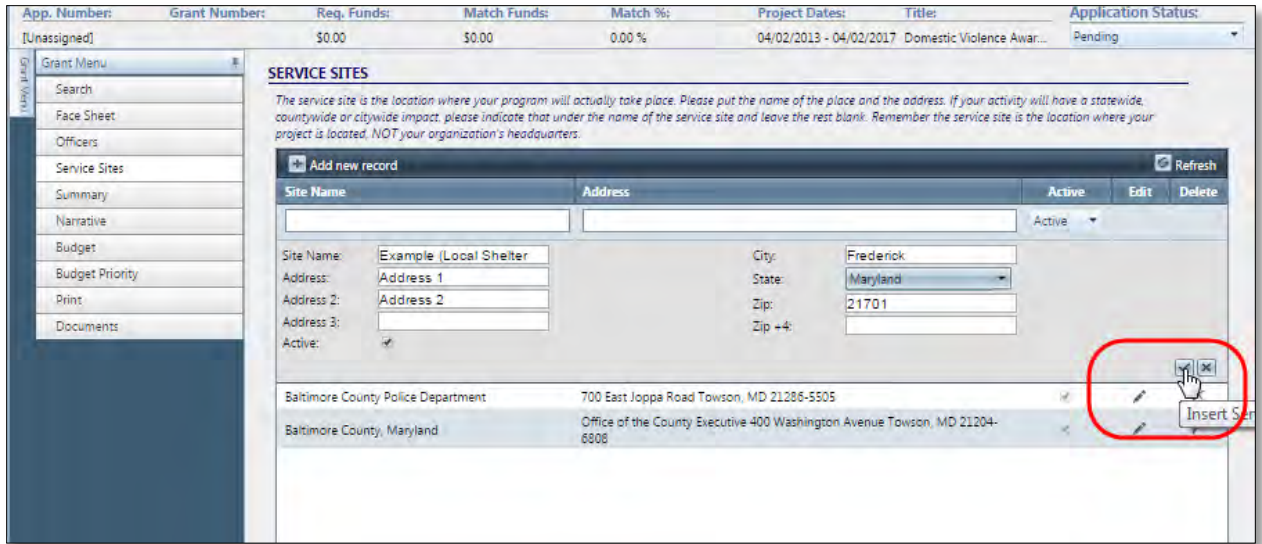 App. Number: Grant Number: Req. Funds: Match Funds: Match %: Project Dates: Title: Application Status:
[Unassigned] $0.00 $0.00 0.00 % 04/02/2013 - 04/02/2017 Domestic Violence Awar... Pending
Grant Menu
Grant Menu
Search
Face Sheet
Officers
Service Sites
Summary
Narrative
Budget
Budget Priority
Print
Documents
SERVICE SITES
The service site is the location where your program will actually take place. Please put the name of the place and the address. If your activity will have a statewide,
countywide or citywide impact, please indicate that under the name of the service site and leave the rest blank. Remember the service site is the location where your
project is located, NOT your organization's headquarters.
Add new record Refresh
Site Name Address Active Edit Delete
Active
Site Name: Example (Local Shelter City: Frederick
Address: Address 1 State: Maryland
Address 2: Address 2 Zip: 21701
Address 3: Zip +4:
Active:
Baltimore County Police Department 700 East Joppa Road Towson, MD 21286-5505
Insert Ser
Baltimore County, Maryland Office of the County Executive 400 Washington Avenue Towson, MD 21204-
6808